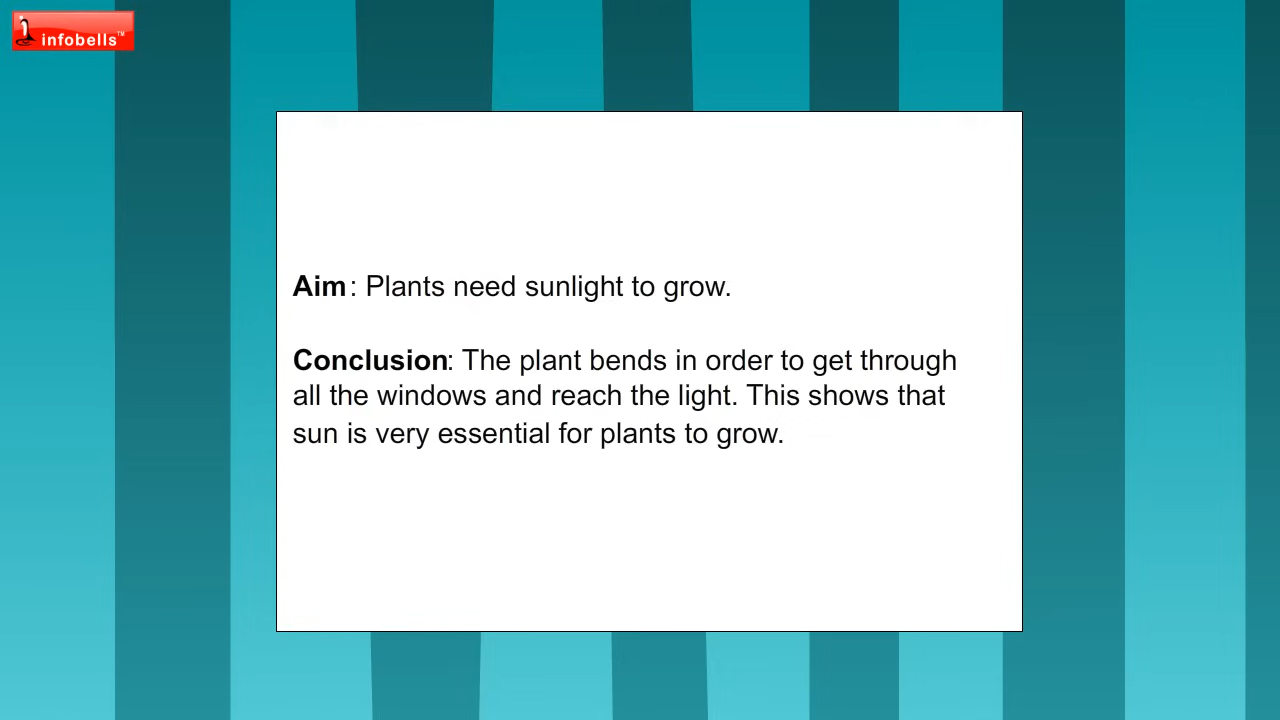 infobells™
Aim : Plants need sunlight to grow.
Conclusion: The plant bends in order to get through
all the windows and reach the light. This shows that
sun is very essential for plants to grow.